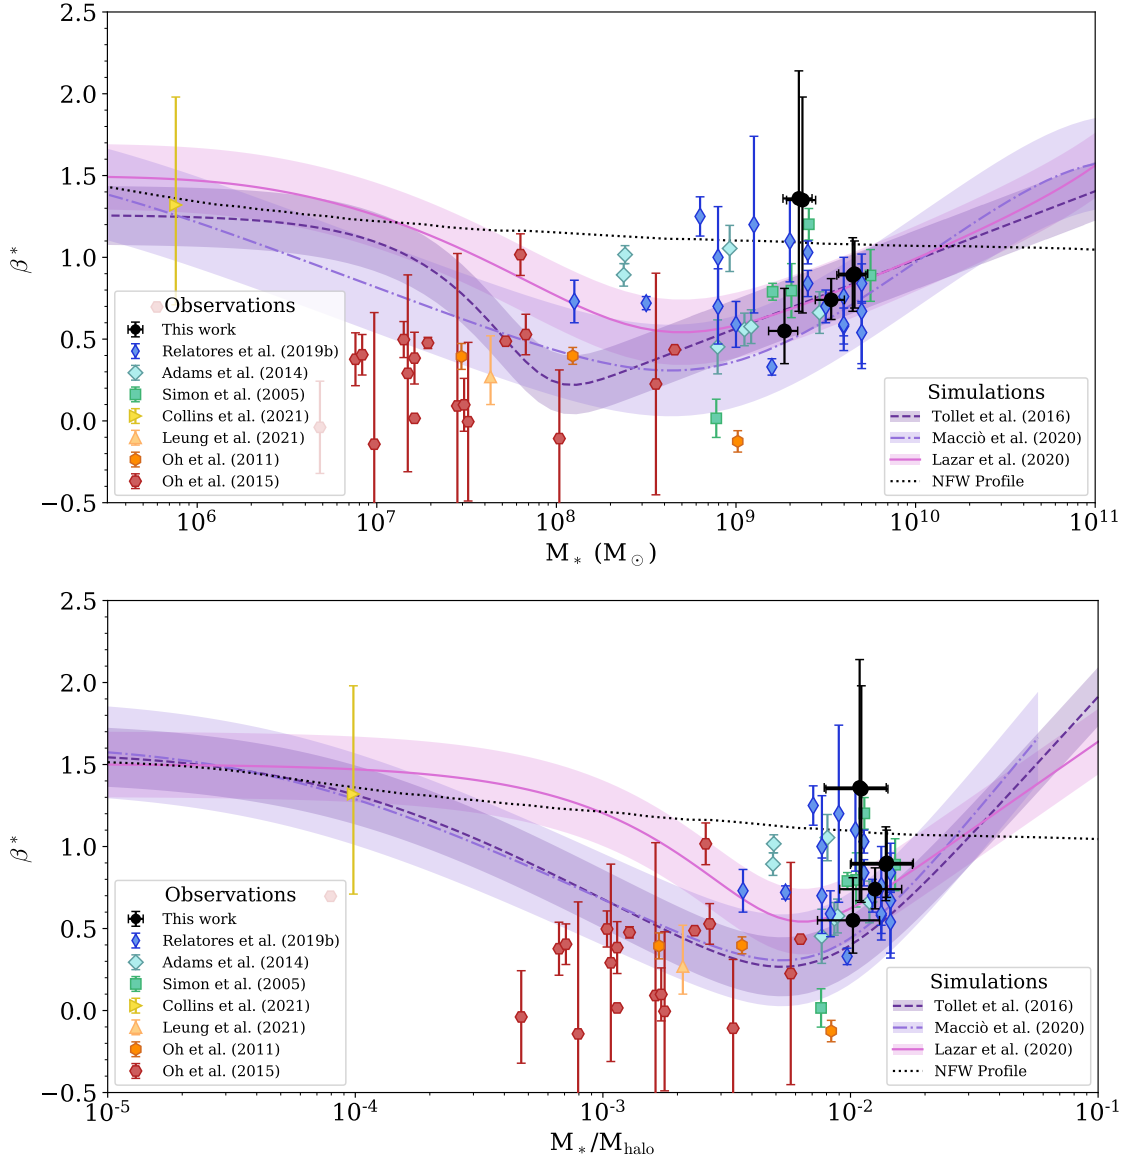 2.5
2.0
1.5
1.0
0.5
0.0
−0.5
β*
Observations
This work
Relatores et al. (2019b)
Adams et al. (2014)
Simon et al. (2005)
Collins et al. (2021)
Leung et al. (2021)
Oh et al. (2011)
Oh et al. (2015)
Simulations
Tollet et al. (2016)
Macciò et al. (2020)
Lazar et al. (2020)
NFW Profile
10^6 10^7 10^8 10^9 10^10 10^11
M_* (M_⊙)
2.5
2.0
1.5
1.0
0.5
0.0
−0.5
β*
Observations
This work
Relatores et al. (2019b)
Adams et al. (2014)
Simon et al. (2005)
Collins et al. (2021)
Leung et al. (2021)
Oh et al. (2011)
Oh et al. (2015)
Simulations
Tollet et al. (2016)
Macciò et al. (2020)
Lazar et al. (2020)
NFW Profile
10^-5 10^-4 10^-3 10^-2 10^-1
M_*/M_halo